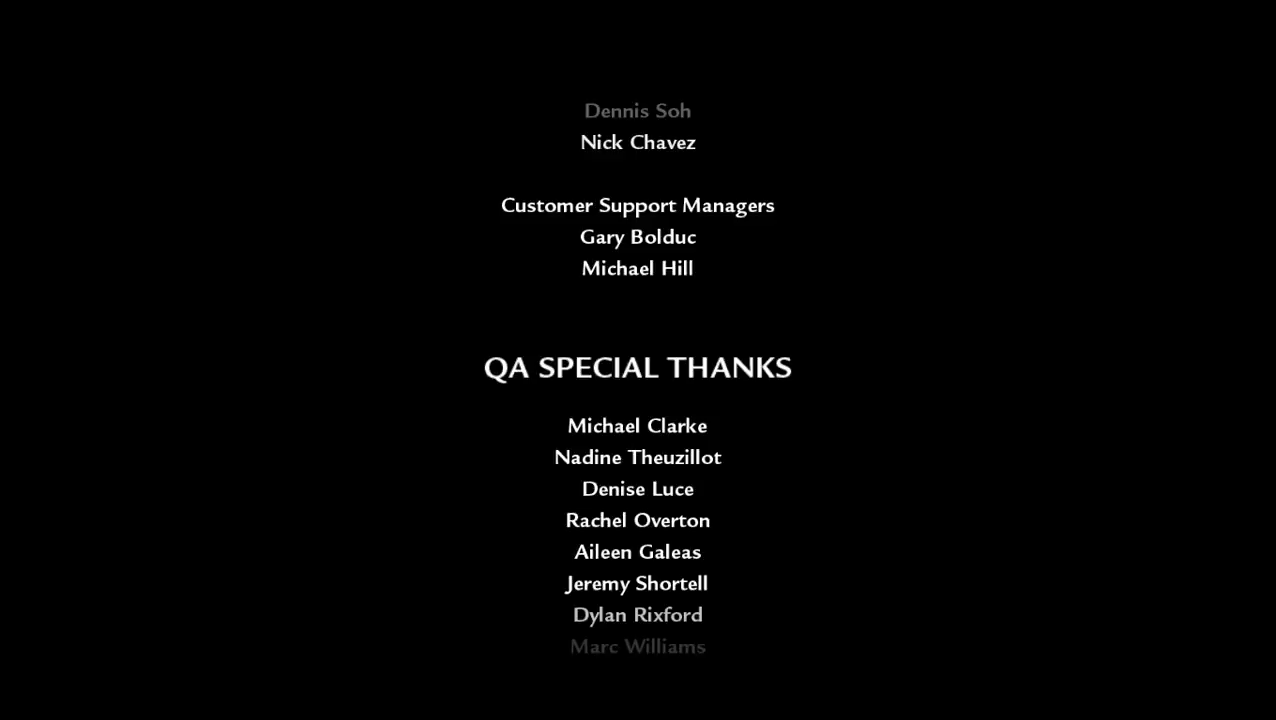 Dennis Soh
Nick Chavez
Customer Support Managers
Gary Bolduc
Michael Hill
QA SPECIAL THANKS
Michael Clarke
Nadine Theuzillot
Denise Luce
Rachel Overton
Aileen Galeas
Jeremy Shortell
Dylan Rixford
Marc Williams